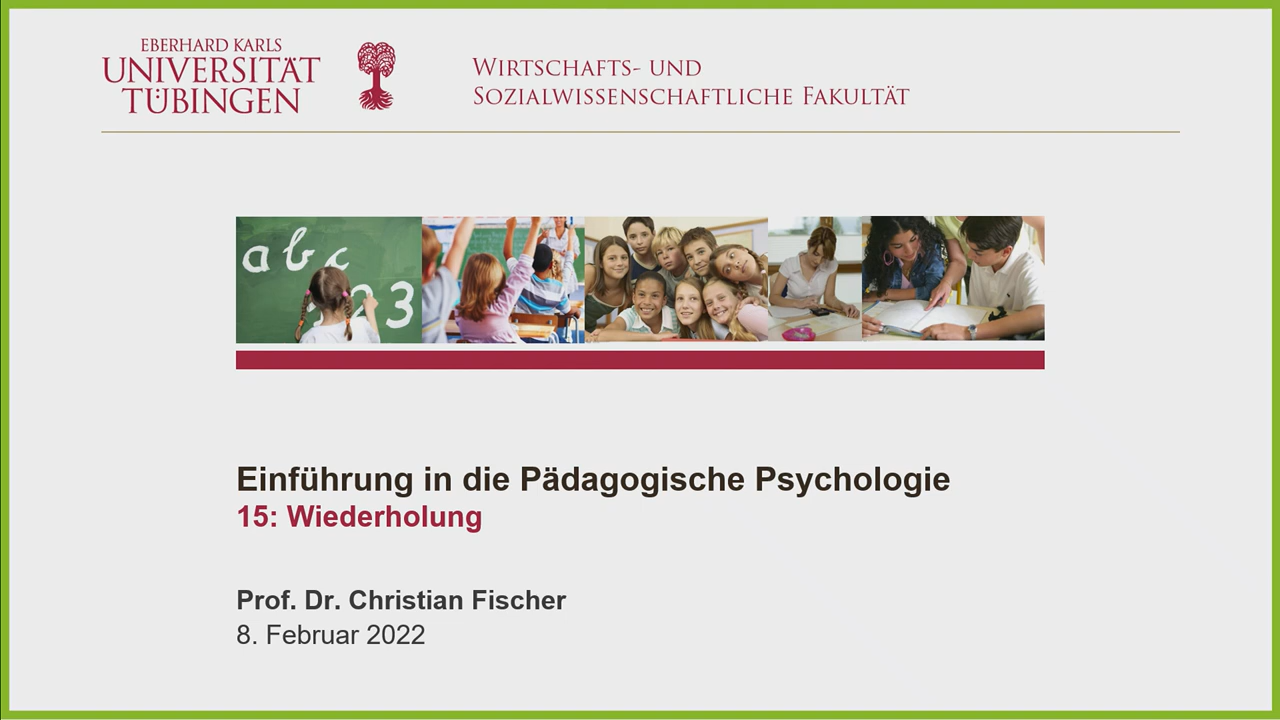 EBERHARD KARLS
UNIVERSITÄT
TÜBINGEN
WIRTSCHAFTS- UND
SOZIALWISSENSCHAFTLICHE FAKULTÄT
abc
123
Einführung in die Pädagogische Psychologie
15: Wiederholung
Prof. Dr. Christian Fischer
8. Februar 2022